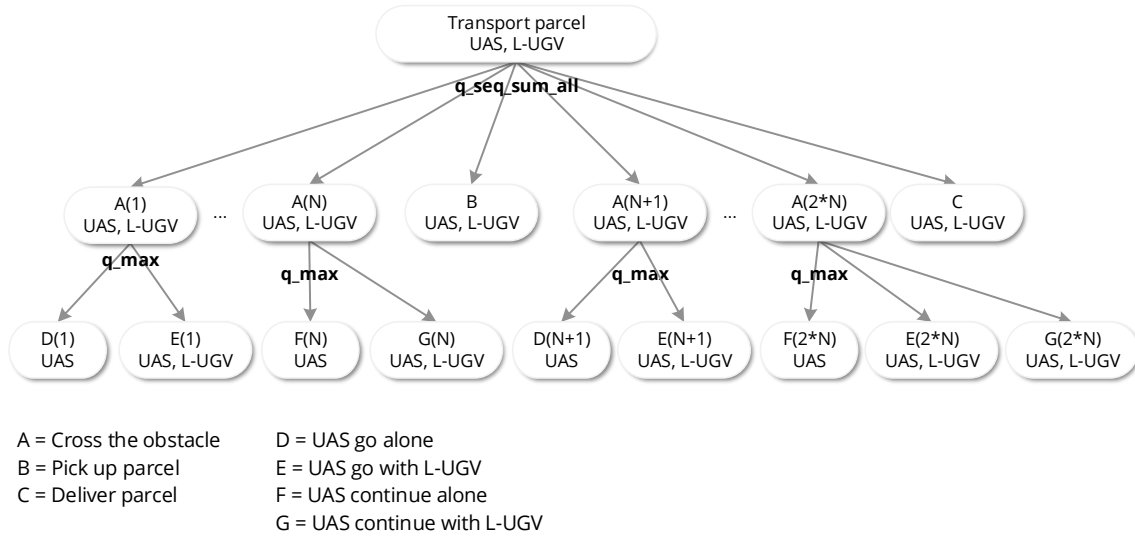 Transport parcel
UAS, L-UGV
q_seq_sum_all
A(1)
UAS, L-UGV
...
A(N)
UAS, L-UGV
B
UAS, L-UGV
A(N+1)
UAS, L-UGV
...
A(2*N)
UAS, L-UGV
C
UAS, L-UGV
q_max
q_max
q_max
q_max
D(1)
UAS
E(1)
UAS, L-UGV
F(N)
UAS
G(N)
UAS, L-UGV
D(N+1)
UAS
E(N+1)
UAS, L-UGV
F(2*N)
UAS
E(2*N)
UAS, L-UGV
G(2*N)
UAS, L-UGV
A = Cross the obstacle
B = Pick up parcel
C = Deliver parcel
D = UAS go alone
E = UAS go with L-UGV
F = UAS continue alone
G = UAS continue with L-UGV